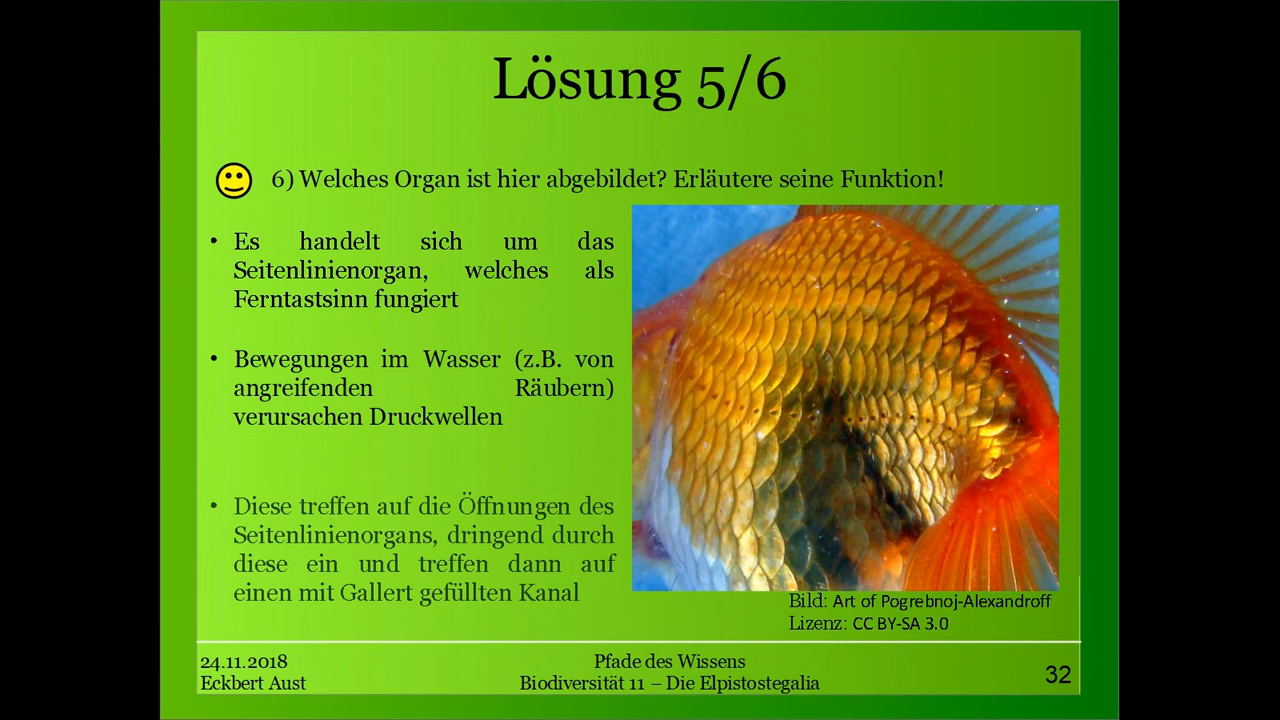 Lösung 5/6
6) Welches Organ ist hier abgebildet? Erläutere seine Funktion!
• Es handelt sich um das
Seitenlinienorgan, welches als
Ferntastsinn fungiert
• Bewegungen im Wasser (z.B. von
angreifenden Räubern)
verursachen Druckwellen
• Diese treffen auf die Öffnungen des
Seitenlinienorgans, dringend durch
diese ein und treffen dann auf
einen mit Gallert gefüllten Kanal
Bild: Art of Pogrebnoj-Alexandroff
Lizenz: CC BY-SA 3.0
24.11.2018
Eckbert Aust
Pfade des Wissens
Biodiversität 11 – Die Elpistostegalia
32